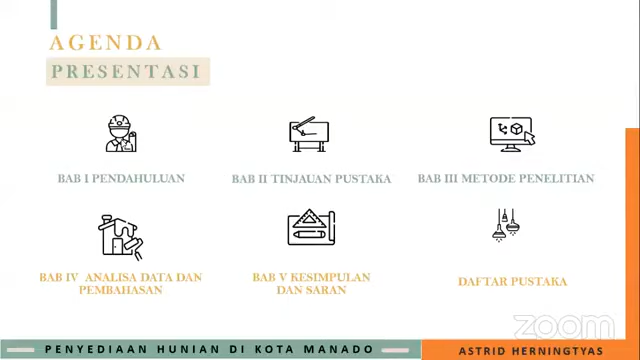 AGENDA
PRESENTASI
BAB I PENDAHULUAN
BAB II TINJAUAN PUSTAKA
BAB III METODE PENELITIAN
BAB IV ANALISA DATA DAN
PEMBAHASAN
BAB V KESIMPULAN
DAN SARAN
DAFTAR PUSTAKA
zoom
PENYEDIAAN HUNIAN DI KOTA MANADO
ASTRID HERNINGTYAS